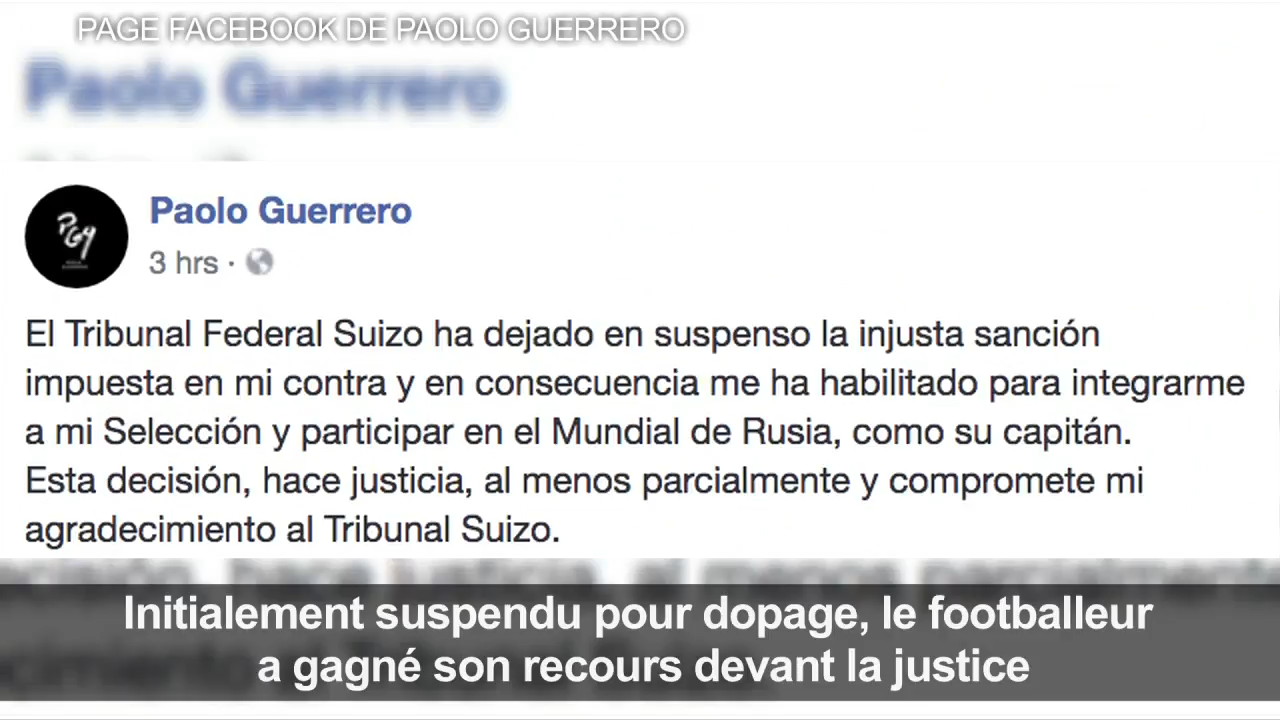 PAGE FACEBOOK DE PAOLO GUERRERO
Paolo Guerrero
Paolo Guerrero
3 hrs ·
El Tribunal Federal Suizo ha dejado en suspenso la injusta sanción
impuesta en mi contra y en consecuencia me ha habilitado para integrarme
a mi Selección y participar en el Mundial de Rusia, como su capitán.
Esta decisión, hace justicia, al menos parcialmente y compromete mi
agradecimiento al Tribunal Suizo.
Initialement suspendu pour dopage, le footballeur
a gagné son recours devant la justice